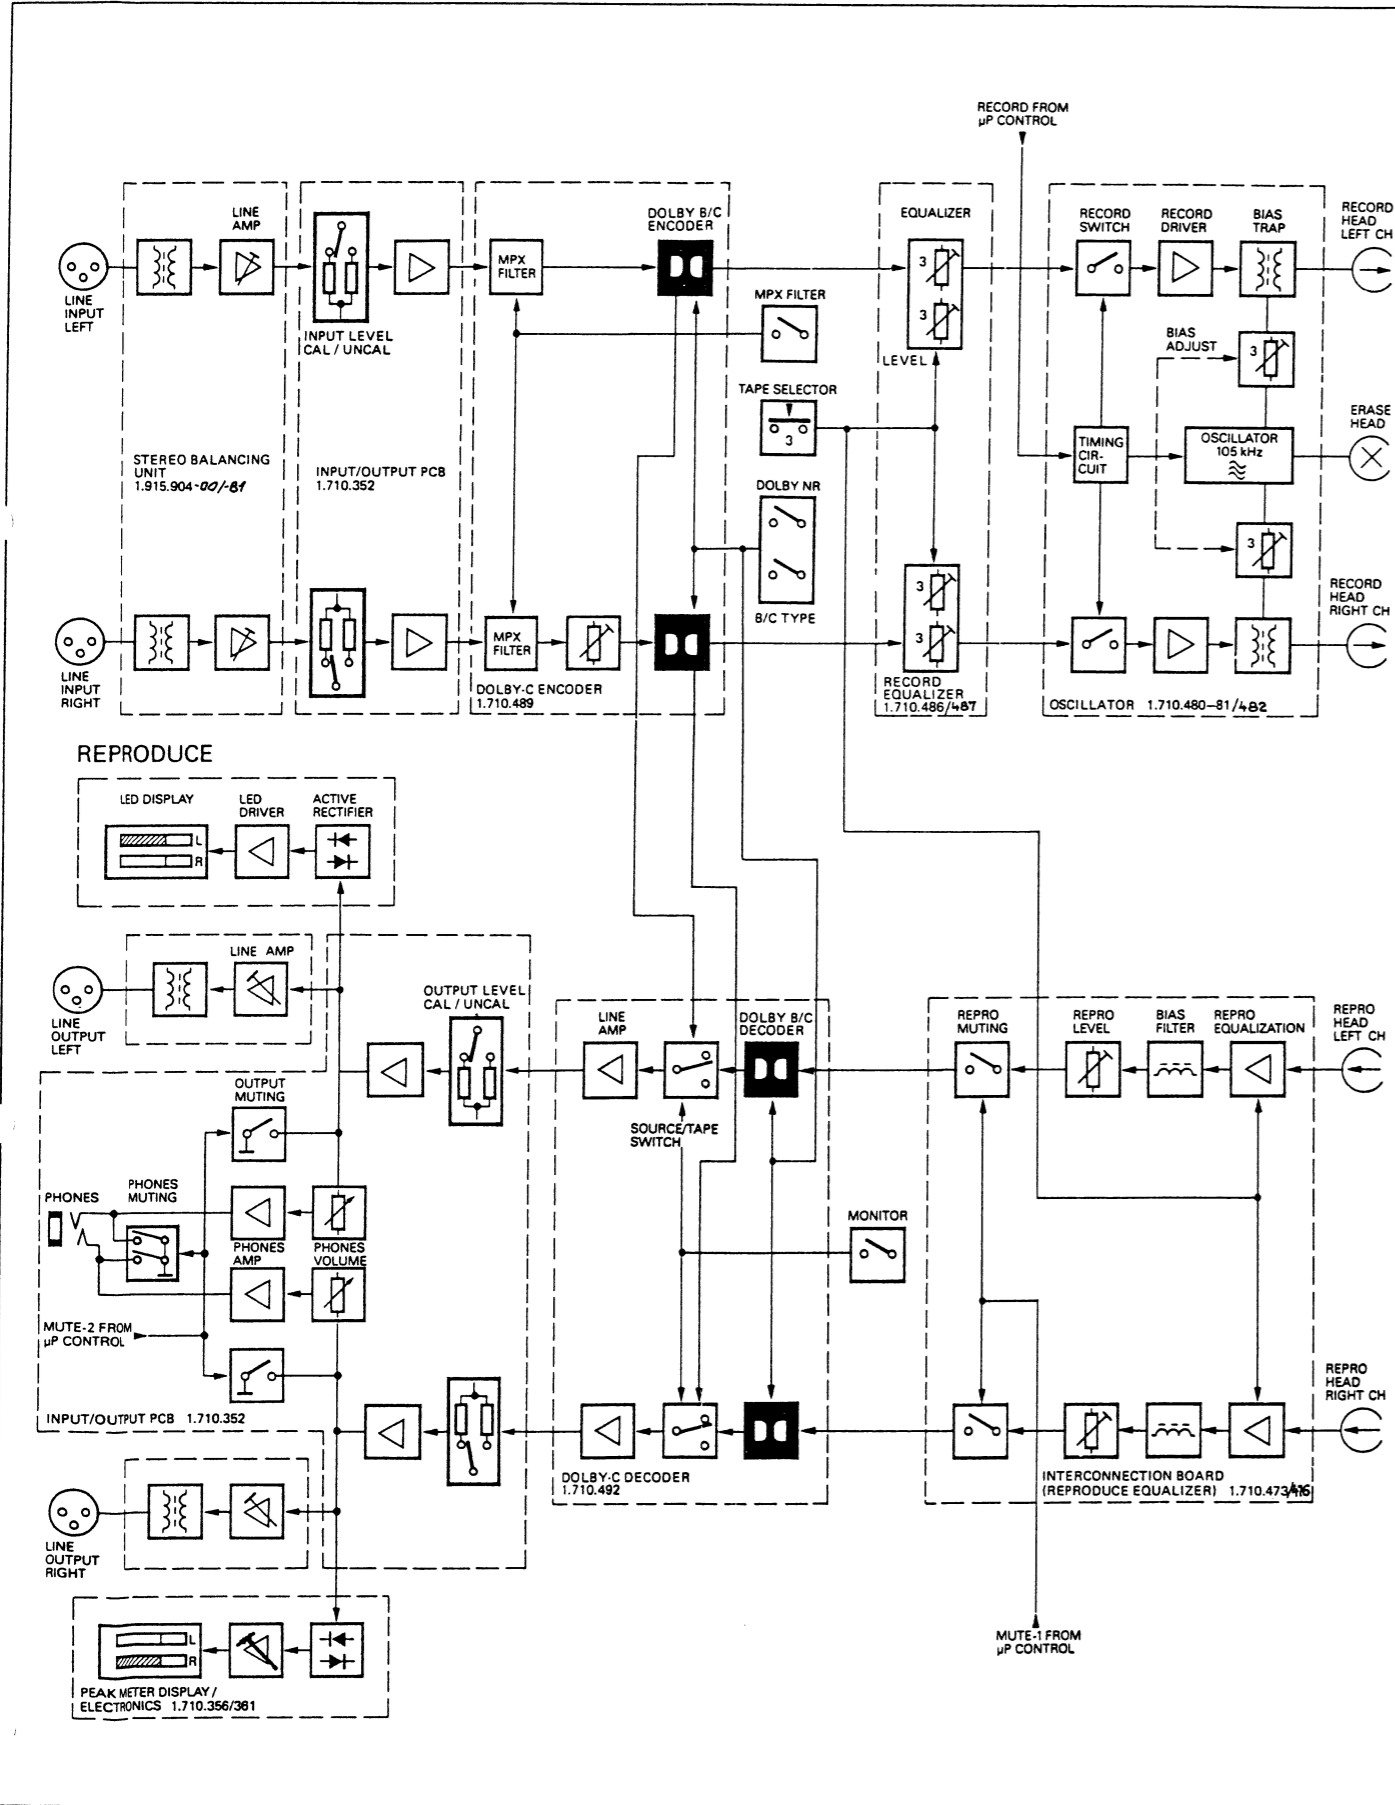 RECORD FROM
µP CONTROL
LINE
AMP
DOLBY B/C
ENCODER
EQUALIZER
RECORD
SWITCH
RECORD
DRIVER
BIAS
TRAP
RECORD
HEAD
LEFT CH
MPX
FILTER
3
3
LINE
INPUT
LEFT
INPUT LEVEL
CAL / UNCAL
MPX FILTER
LEVEL
BIAS
ADJUST
3
TAPE SELECTOR
3
ERASE
HEAD
STEREO BALANCING
UNIT
1.915.904-00/-81
INPUT/OUTPUT PCB
1.710.352
TIMING
CIR-
CUIT
OSCILLATOR
105 kHz
DOLBY NR
B/C TYPE
3
3
3
RECORD
HEAD
RIGHT CH
MPX
FILTER
LINE
INPUT
RIGHT
DOLBY-C ENCODER
1.710.489
RECORD
EQUALIZER
1.710.486/487
OSCILLATOR 1.710.480-81/482
REPRODUCE
LED DISPLAY
LED
DRIVER
ACTIVE
RECTIFIER
L
R
LINE AMP
LINE
OUTPUT
LEFT
OUTPUT LEVEL
CAL / UNCAL
LINE
AMP
DOLBY B/C
DECODER
REPRO
MUTING
REPRO
LEVEL
BIAS
FILTER
REPRO
EQUALIZATION
REPRO
HEAD
LEFT CH
OUTPUT
MUTING
SOURCE/TAPE
SWITCH
PHONES
PHONES
MUTING
PHONES
AMP
PHONES
VOLUME
MONITOR
MUTE-2 FROM
µP CONTROL
INPUT/OUTPUT PCB 1.710.352
REPRO
HEAD
RIGHT CH
DOLBY-C DECODER
1.710.492
INTERCONNECTION BOARD
(REPRODUCE EQUALIZER) 1.710.473/
LINE
OUTPUT
RIGHT
L
R
MUTE-1 FROM
µP CONTROL
PEAK METER DISPLAY /
ELECTRONICS 1.710.356/361